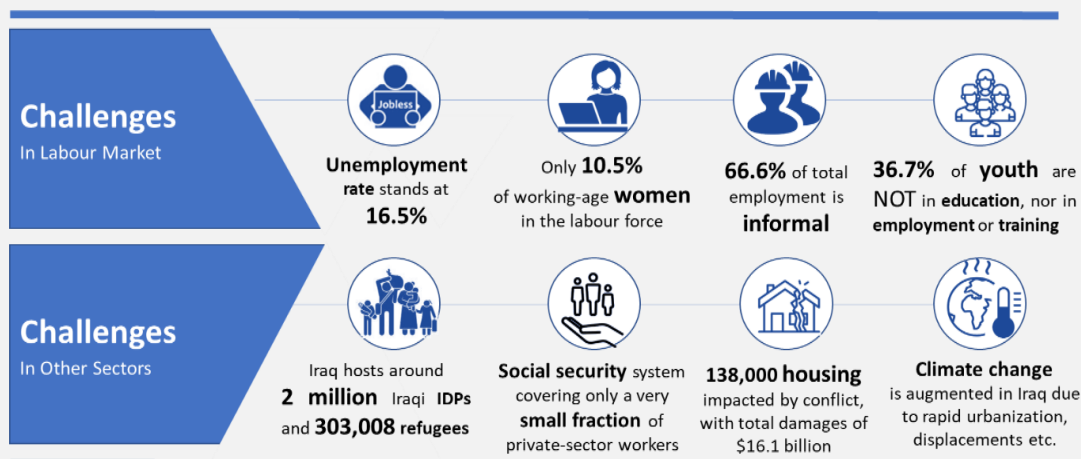 Challenges
In Labour Market
Jobless
Unemployment
rate stands at
16.5%
Only 10.5%
of working-age women
in the labour force
66.6% of total
employment is
informal
36.7% of youth are
NOT in education, nor in
employment or training
Challenges
In Other Sectors
Iraq hosts around
2 million Iraqi IDPs
and 303,008 refugees
Social security system
covering only a very
small fraction of
private-sector workers
138,000 housing
impacted by conflict,
with total damages of
$16.1 billion
Climate change
is augmented in Iraq due
to rapid urbanization,
displacements etc.